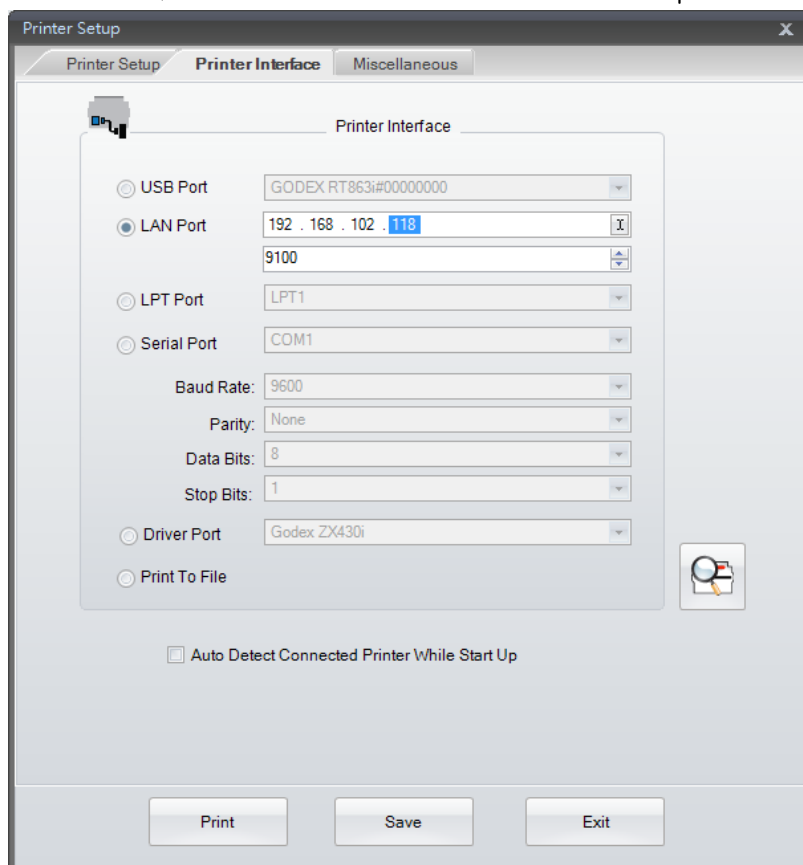 Printer Setup x
Printer Setup Printer Interface Miscellaneous
Printer Interface
USB Port GODEX RT863i#00000000
LAN Port 192 . 168 . 102 . 118
9100
LPT Port LPT1
Serial Port COM1
Baud Rate: 9600
Parity: None
Data Bits: 8
Stop Bits: 1
Driver Port Godex ZX430i
Print To File
Auto Detect Connected Printer While Start Up
Print Save Exit